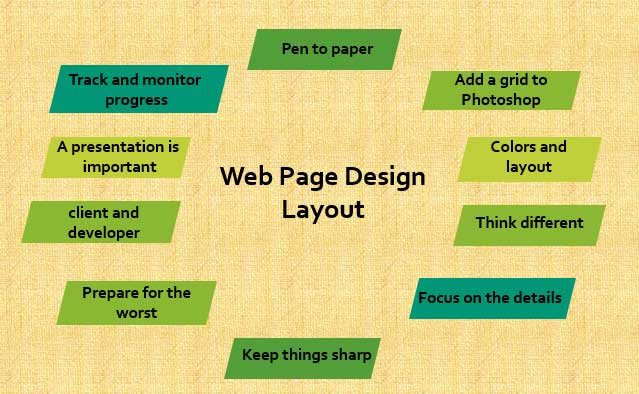 Pen to paper
Track and monitor
progress
Add a grid to
Photoshop
A presentation is
important
Colors and
layout
Web Page Design
Layout
client and
developer
Think different
Prepare for the
worst
Focus on the details
Keep things sharp